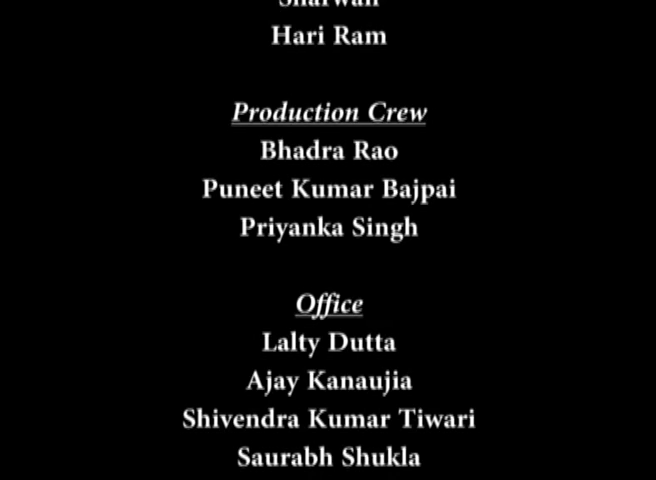 Hari Ram
Production Crew
Bhadra Rao
Puneet Kumar Bajpai
Priyanka Singh
Office
Lalty Dutta
Ajay Kanaujia
Shivendra Kumar Tiwari
Saurabh Shukla